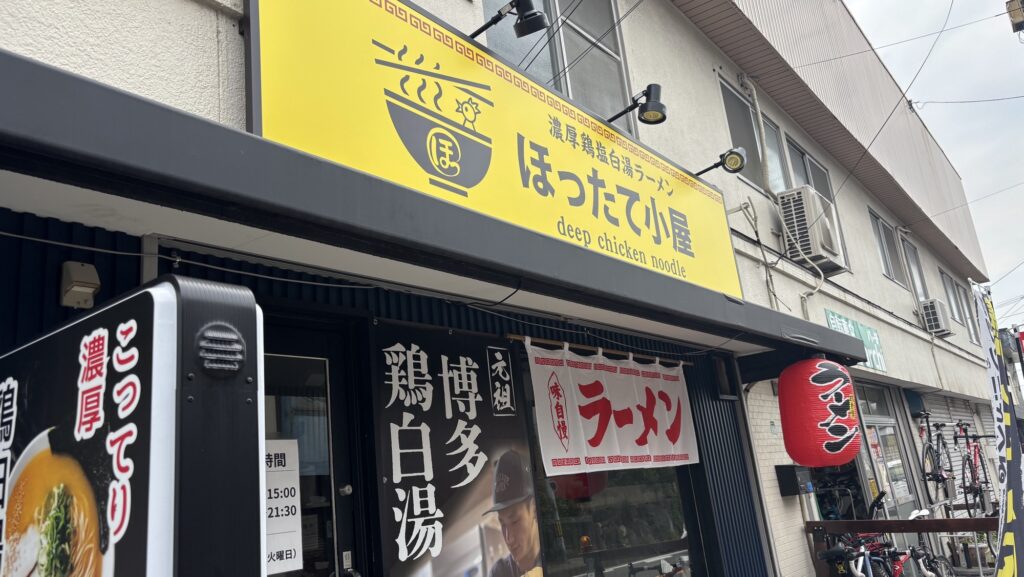 濃厚鶏塩白湯ラーメン
ほったて小屋
deep chicken noodle
ほ
元祖
博多
鶏白湯
味自慢
ラーメン
ラーメン
こってり
濃厚
時間
15:00
21:30
火曜日)